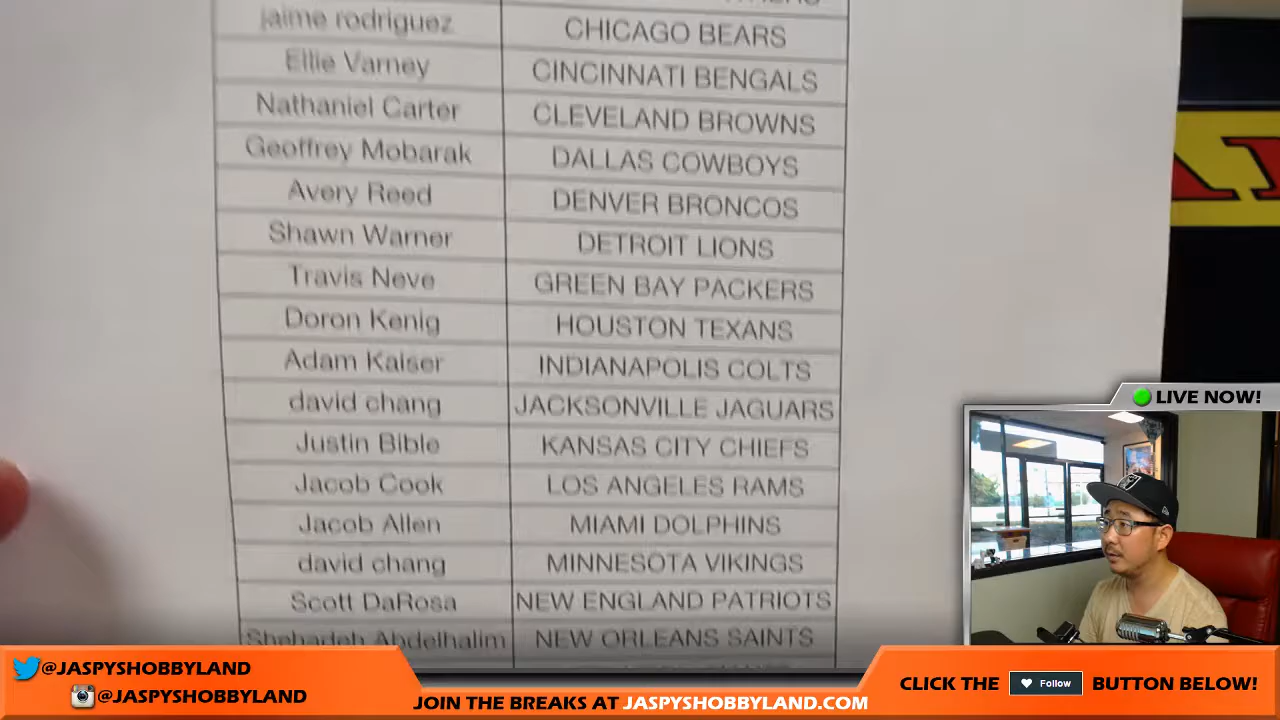 jaime rodriguez CHICAGO BEARS
Ellie Varney CINCINNATI BENGALS
Nathaniel Carter CLEVELAND BROWNS
Geoffrey Mobarak DALLAS COWBOYS
Avery Reed DENVER BRONCOS
Shawn Warner DETROIT LIONS
Travis Neve GREEN BAY PACKERS
Doron Kenig HOUSTON TEXANS
Adam Kaiser INDIANAPOLIS COLTS
david chang JACKSONVILLE JAGUARS
Justin Bible KANSAS CITY CHIEFS
Jacob Cook LOS ANGELES RAMS
Jacob Allen MIAMI DOLPHINS
david chang MINNESOTA VIKINGS
Scott DaRosa NEW ENGLAND PATRIOTS
Shehadeh Abdelhalim NEW ORLEANS SAINTS
LIVE NOW!
@JASPYSHOBBYLAND
@JASPYSHOBBYLAND
JOIN THE BREAKS AT JASPYSHOBBYLAND.COM
CLICK THE Follow BUTTON BELOW!